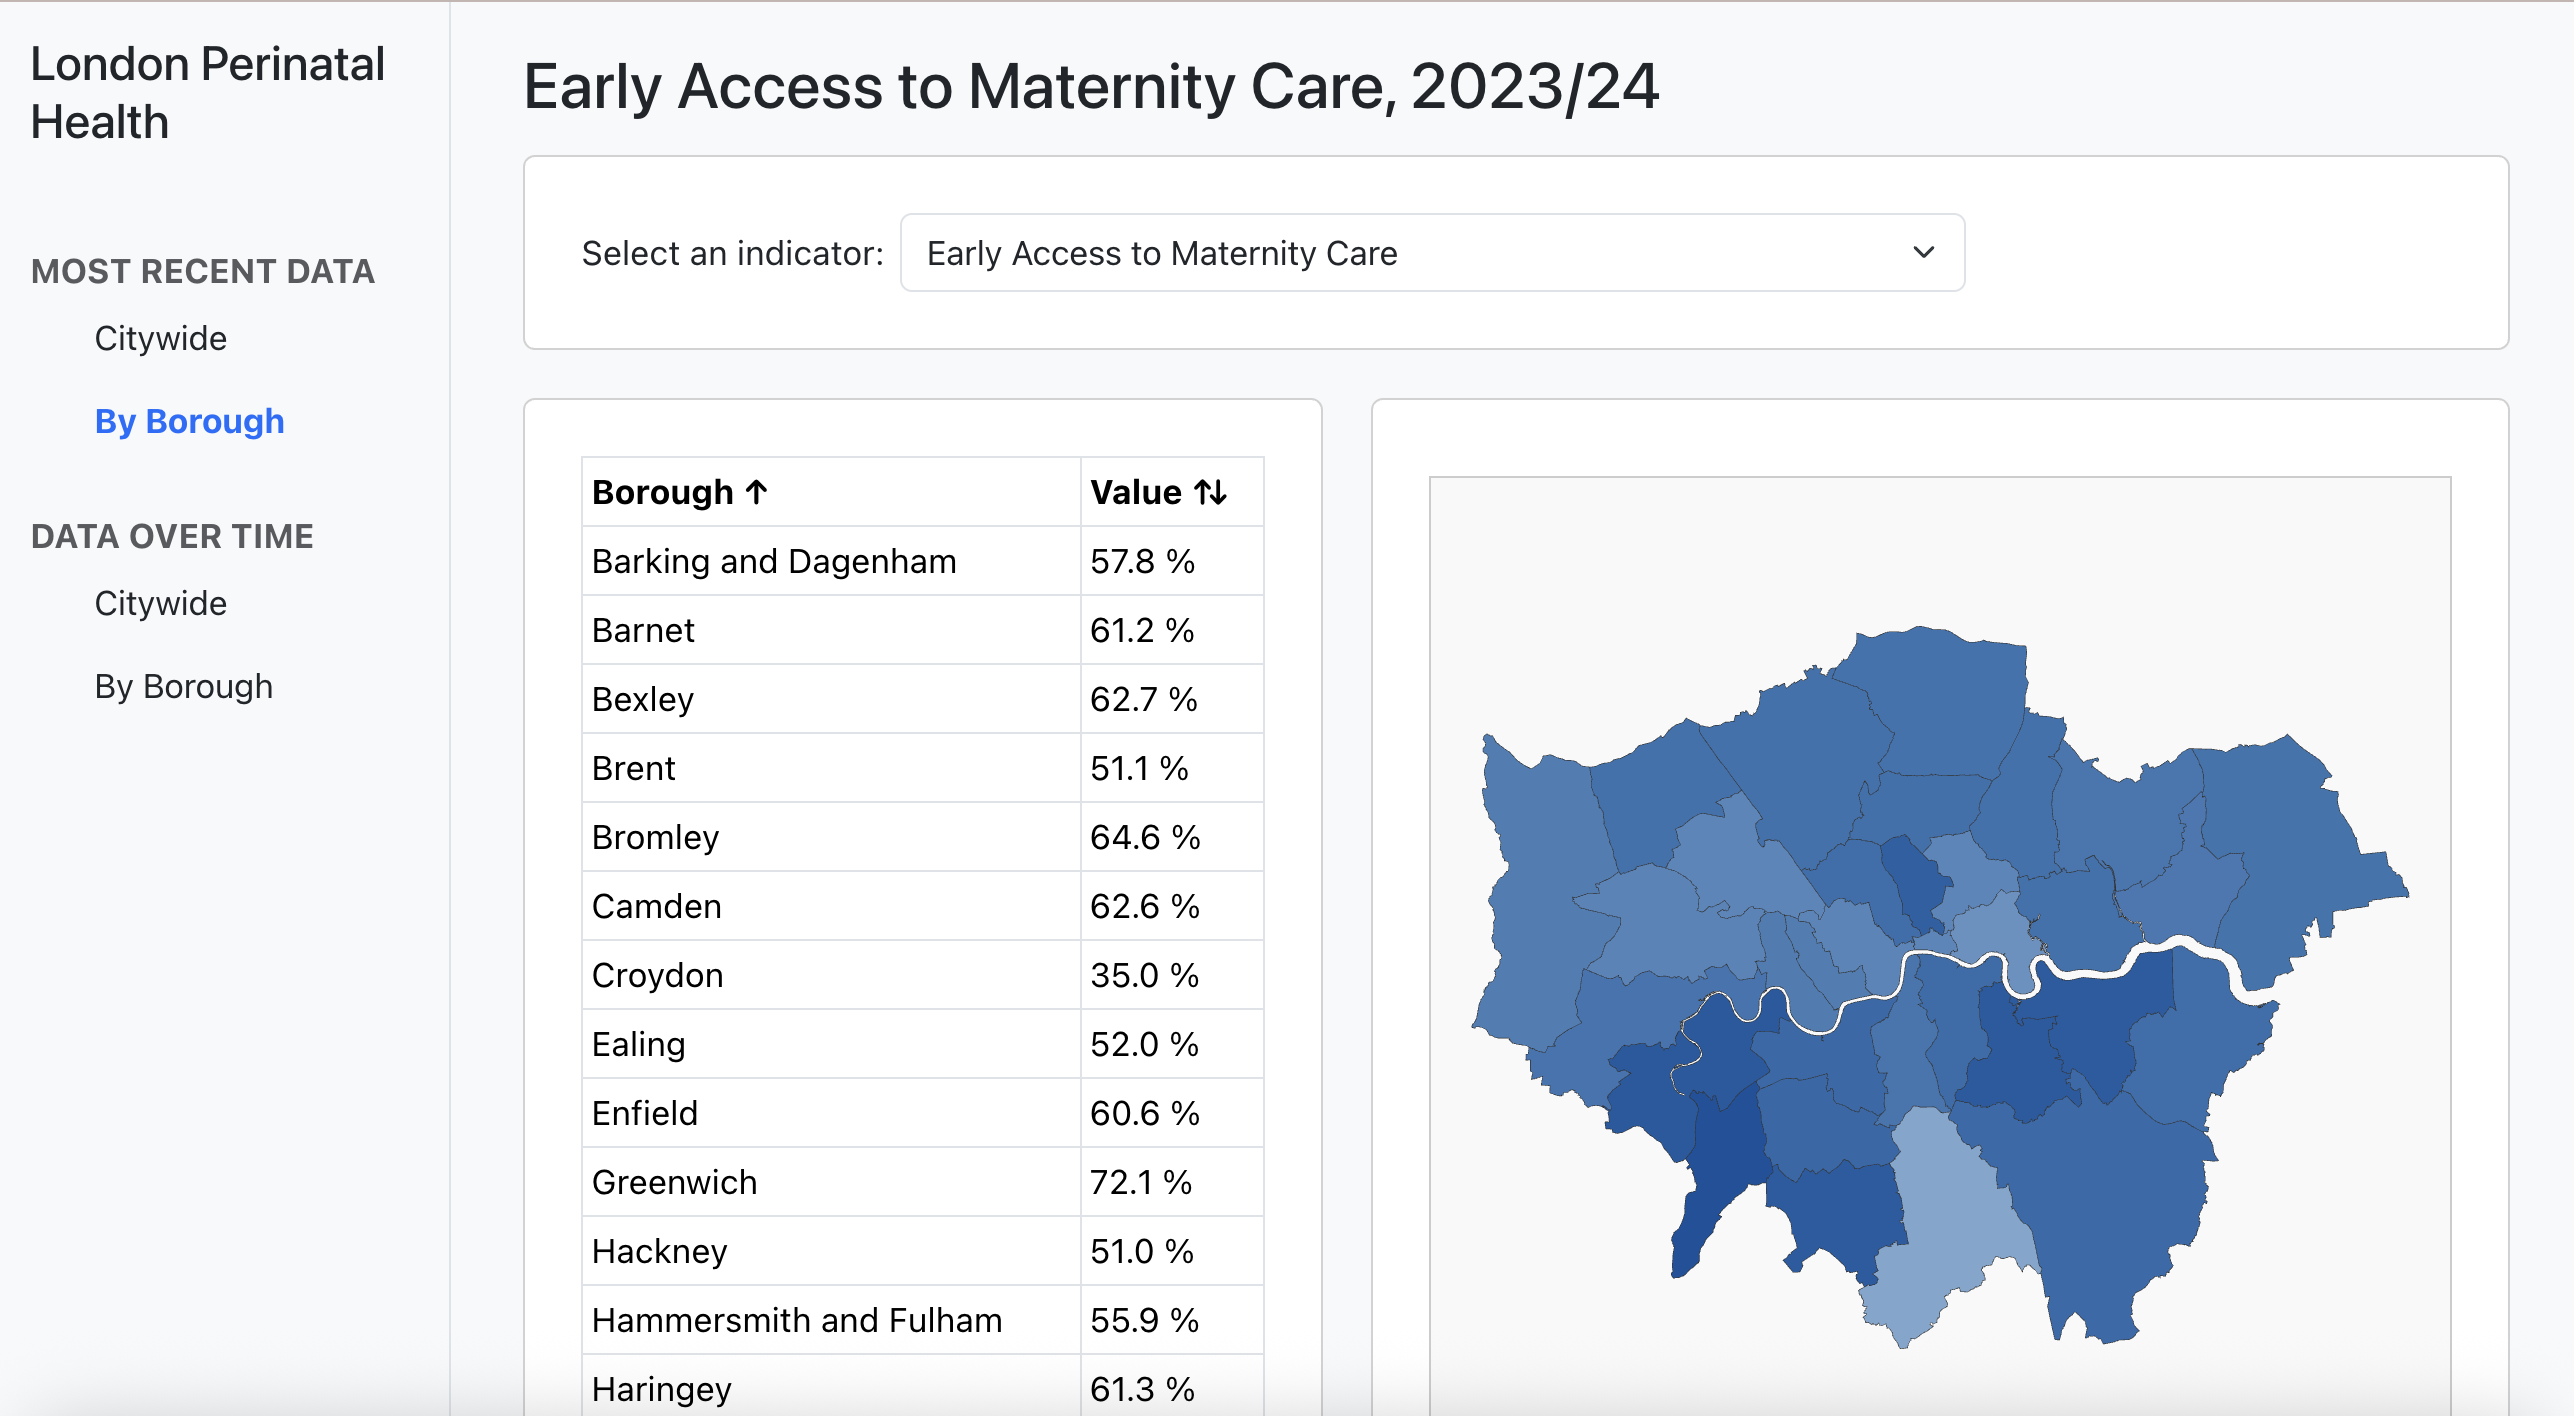 London Perinatal
Health
MOST RECENT DATA
Citywide
By Borough
DATA OVER TIME
Citywide
By Borough
Early Access to Maternity Care, 2023/24
Select an indicator: Early Access to Maternity Care
Borough ↑ Value ↑↓
Barking and Dagenham 57.8 %
Barnet 61.2 %
Bexley 62.7 %
Brent 51.1 %
Bromley 64.6 %
Camden 62.6 %
Croydon 35.0 %
Ealing 52.0 %
Enfield 60.6 %
Greenwich 72.1 %
Hackney 51.0 %
Hammersmith and Fulham 55.9 %
Haringey 61.3 %